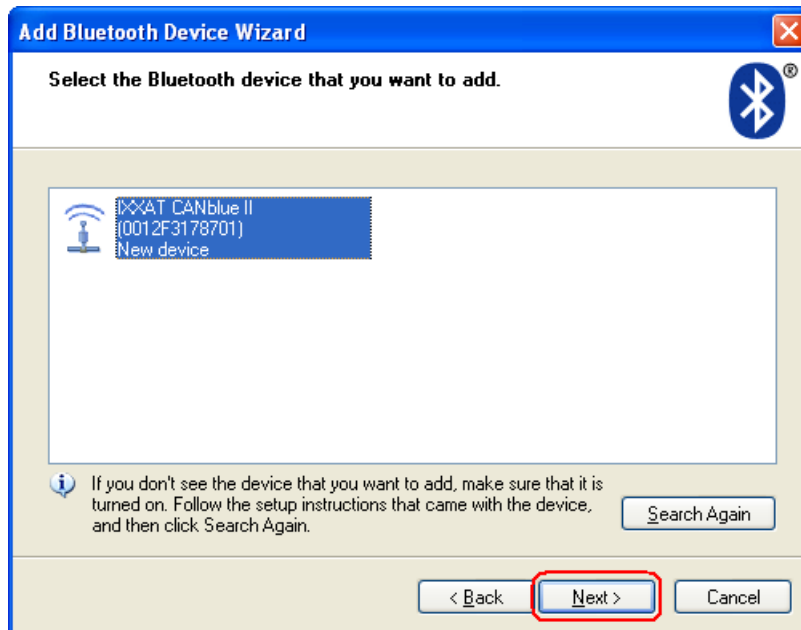 Add Bluetooth Device Wizard
Select the Bluetooth device that you want to add.
®
IXXAT CANblue II
(0012F3178701)
New device
If you don't see the device that you want to add, make sure that it is
turned on. Follow the setup instructions that came with the device,
and then click Search Again.
Search Again
< Back
Next >
Cancel